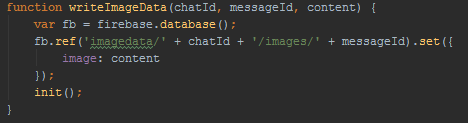 function writeImageData(chatId, messageId, content) {
    var fb = firebase.database();
    fb.ref('imagedata/' + chatId + '/images/' + messageId).set({
        image: content
    });
    init();
}